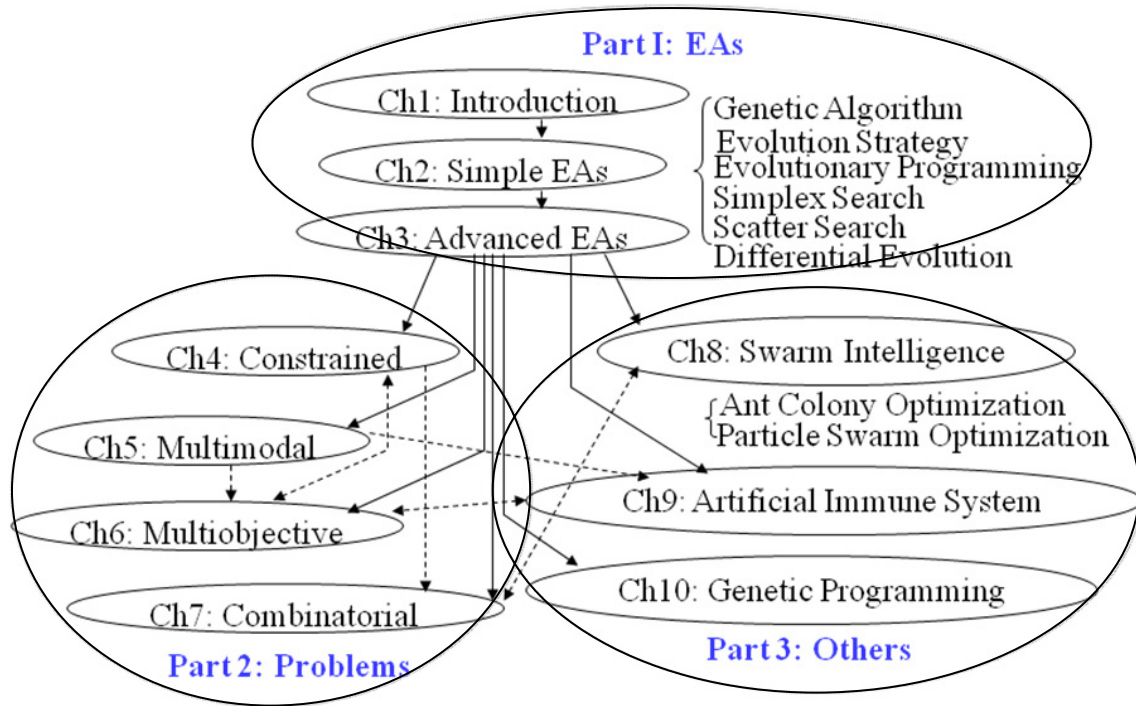 Part I: EAs
Ch1: Introduction
Ch2: Simple EAs
Ch3: Advanced EAs
Genetic Algorithm
Evolution Strategy
Evolutionary Programming
Simplex Search
Scatter Search
Differential Evolution
Ch4: Constrained
Ch5: Multimodal
Ch6: Multiobjective
Ch7: Combinatorial
Part 2: Problems
Ch8: Swarm Intelligence
Ant Colony Optimization
Particle Swarm Optimization
Ch9: Artificial Immune System
Ch10: Genetic Programming
Part 3: Others